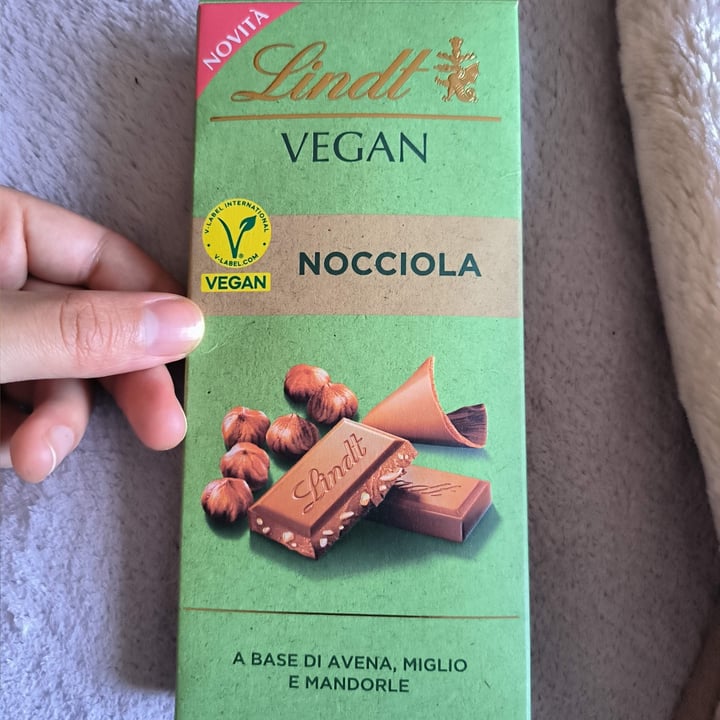 NOVITÀ
Lindt
VEGAN
V-LABEL INTERNATIONAL
V-LABEL.COM
VEGAN
NOCCIOLA
Lindt
Lindt
A BASE DI AVENA, MIGLIO
E MANDORLE